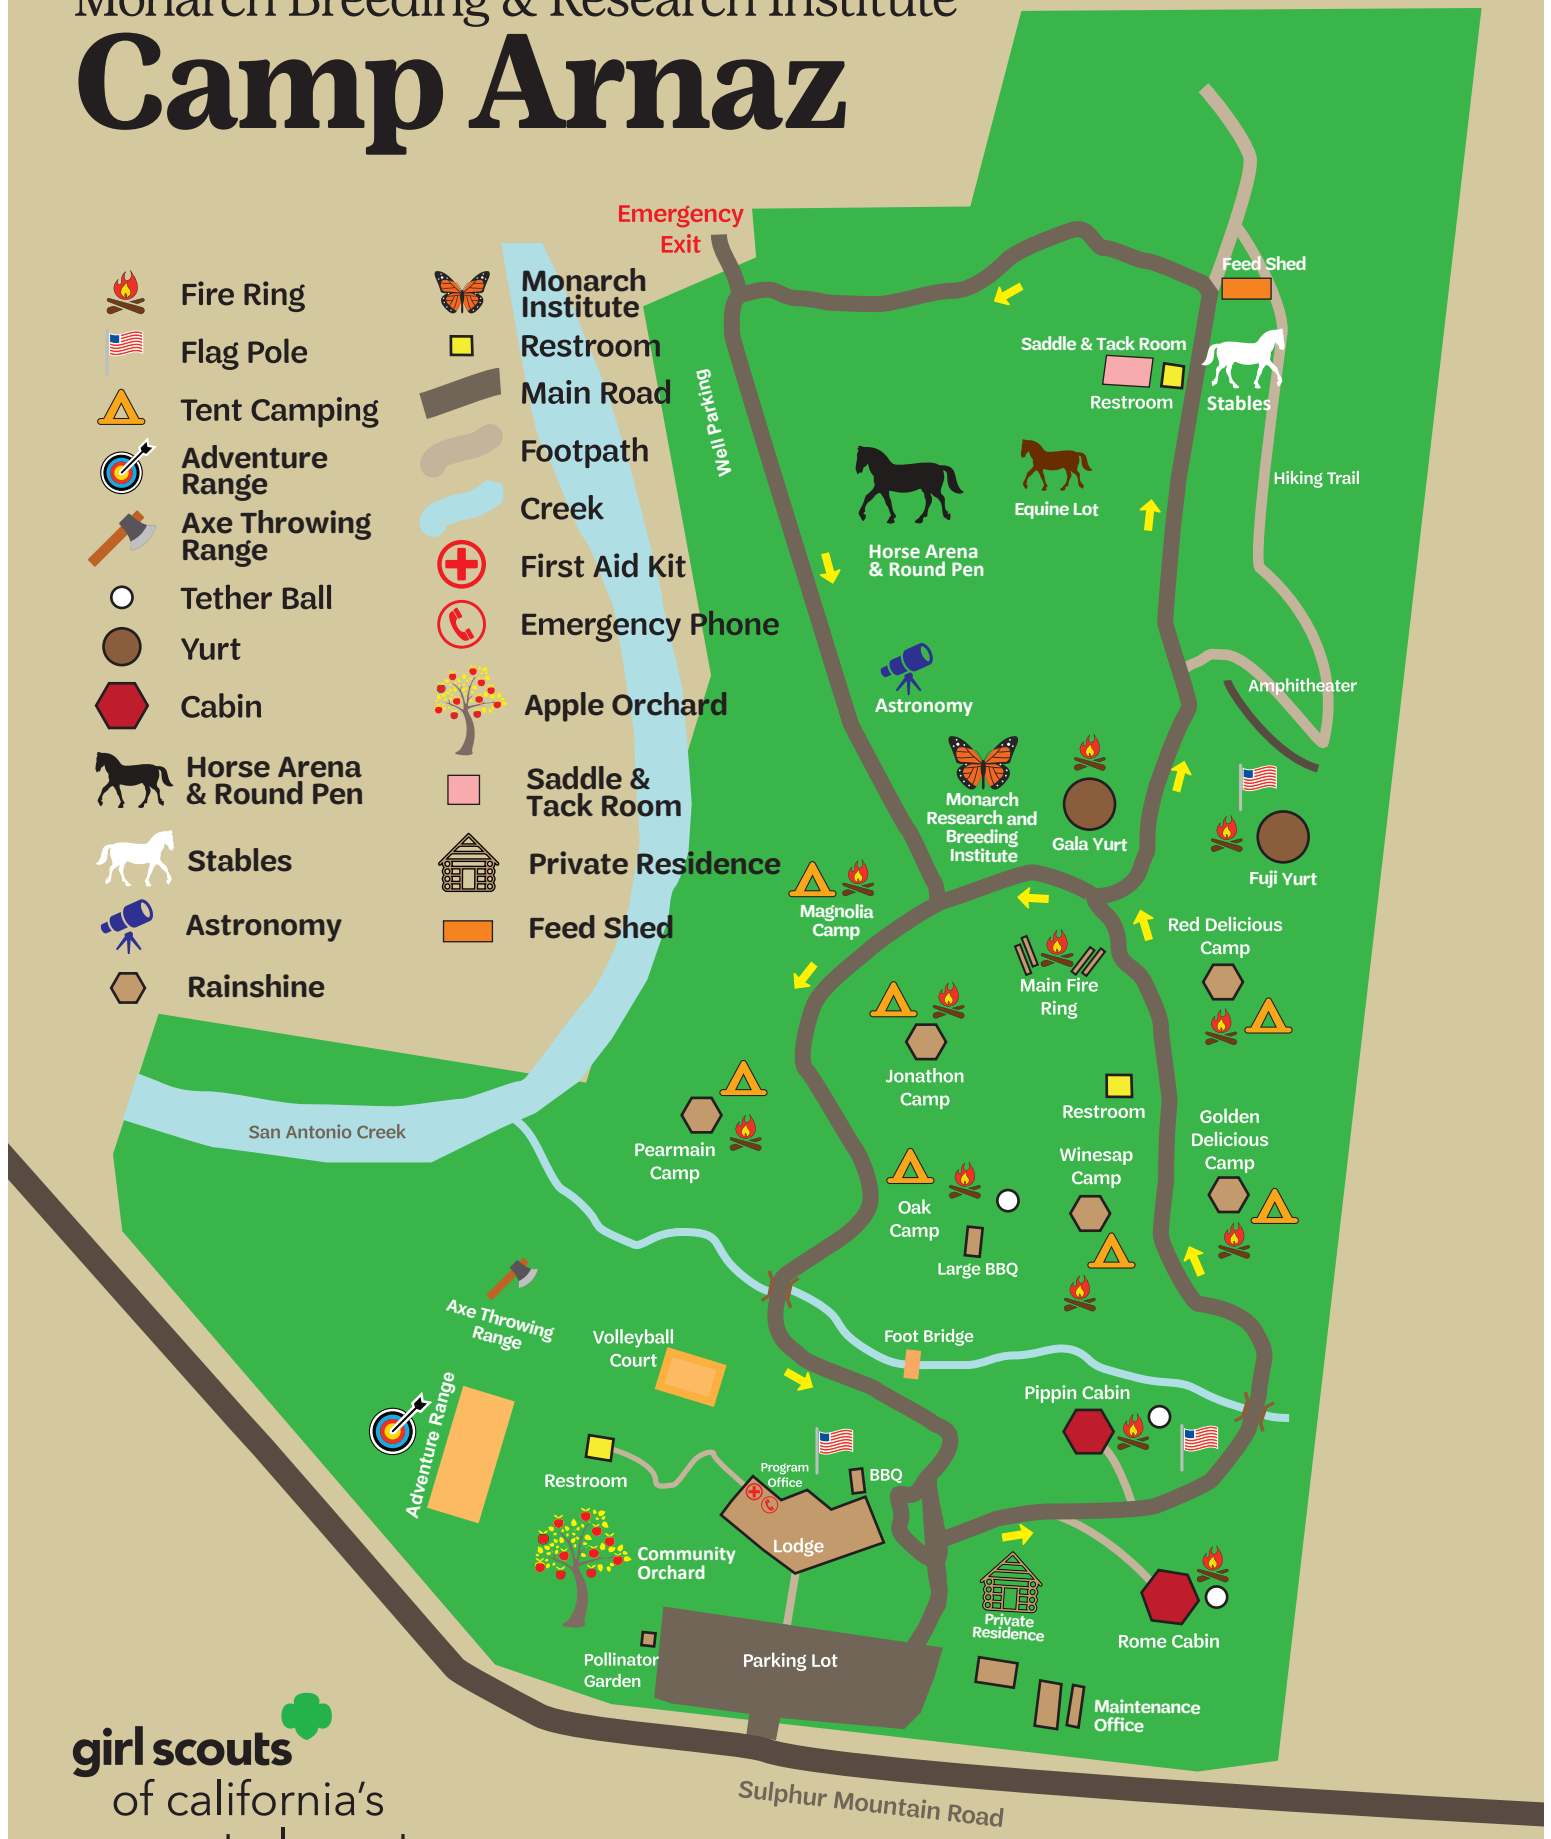 Monarch Breeding & Research Institute
Camp Arnaz
Fire Ring
Flag Pole
Tent Camping
Adventure
Range
Axe Throwing
Range
Tether Ball
Yurt
Cabin
Horse Arena
& Round Pen
Stables
Astronomy
Rainshine
Monarch
Institute
Restroom
Main Road
Footpath
Creek
First Aid Kit
Emergency Phone
Apple Orchard
Saddle &
Tack Room
Private Residence
Feed Shed
Emergency
Exit
Feed Shed
Saddle & Tack Room
Restroom
Stables
Well Parking
Hiking Trail
Equine Lot
Horse Arena
& Round Pen
Amphitheater
Astronomy
Monarch
Research and
Breeding
Institute
Gala Yurt
Fuji Yurt
Magnolia
Camp
Red Delicious
Camp
Main Fire
Ring
Jonathon
Camp
Restroom
San Antonio Creek
Pearmain
Camp
Golden
Delicious
Camp
Winesap
Camp
Oak
Camp
Large BBQ
Axe Throwing
Range
Volleyball
Court
Foot Bridge
Pippin Cabin
Adventure Range
Restroom
Program
Office
BBQ
Lodge
Community
Orchard
Private
Residence
Rome Cabin
Pollinator
Garden
Parking Lot
Maintenance
Office
Sulphur Mountain Road
girl scouts
of california's